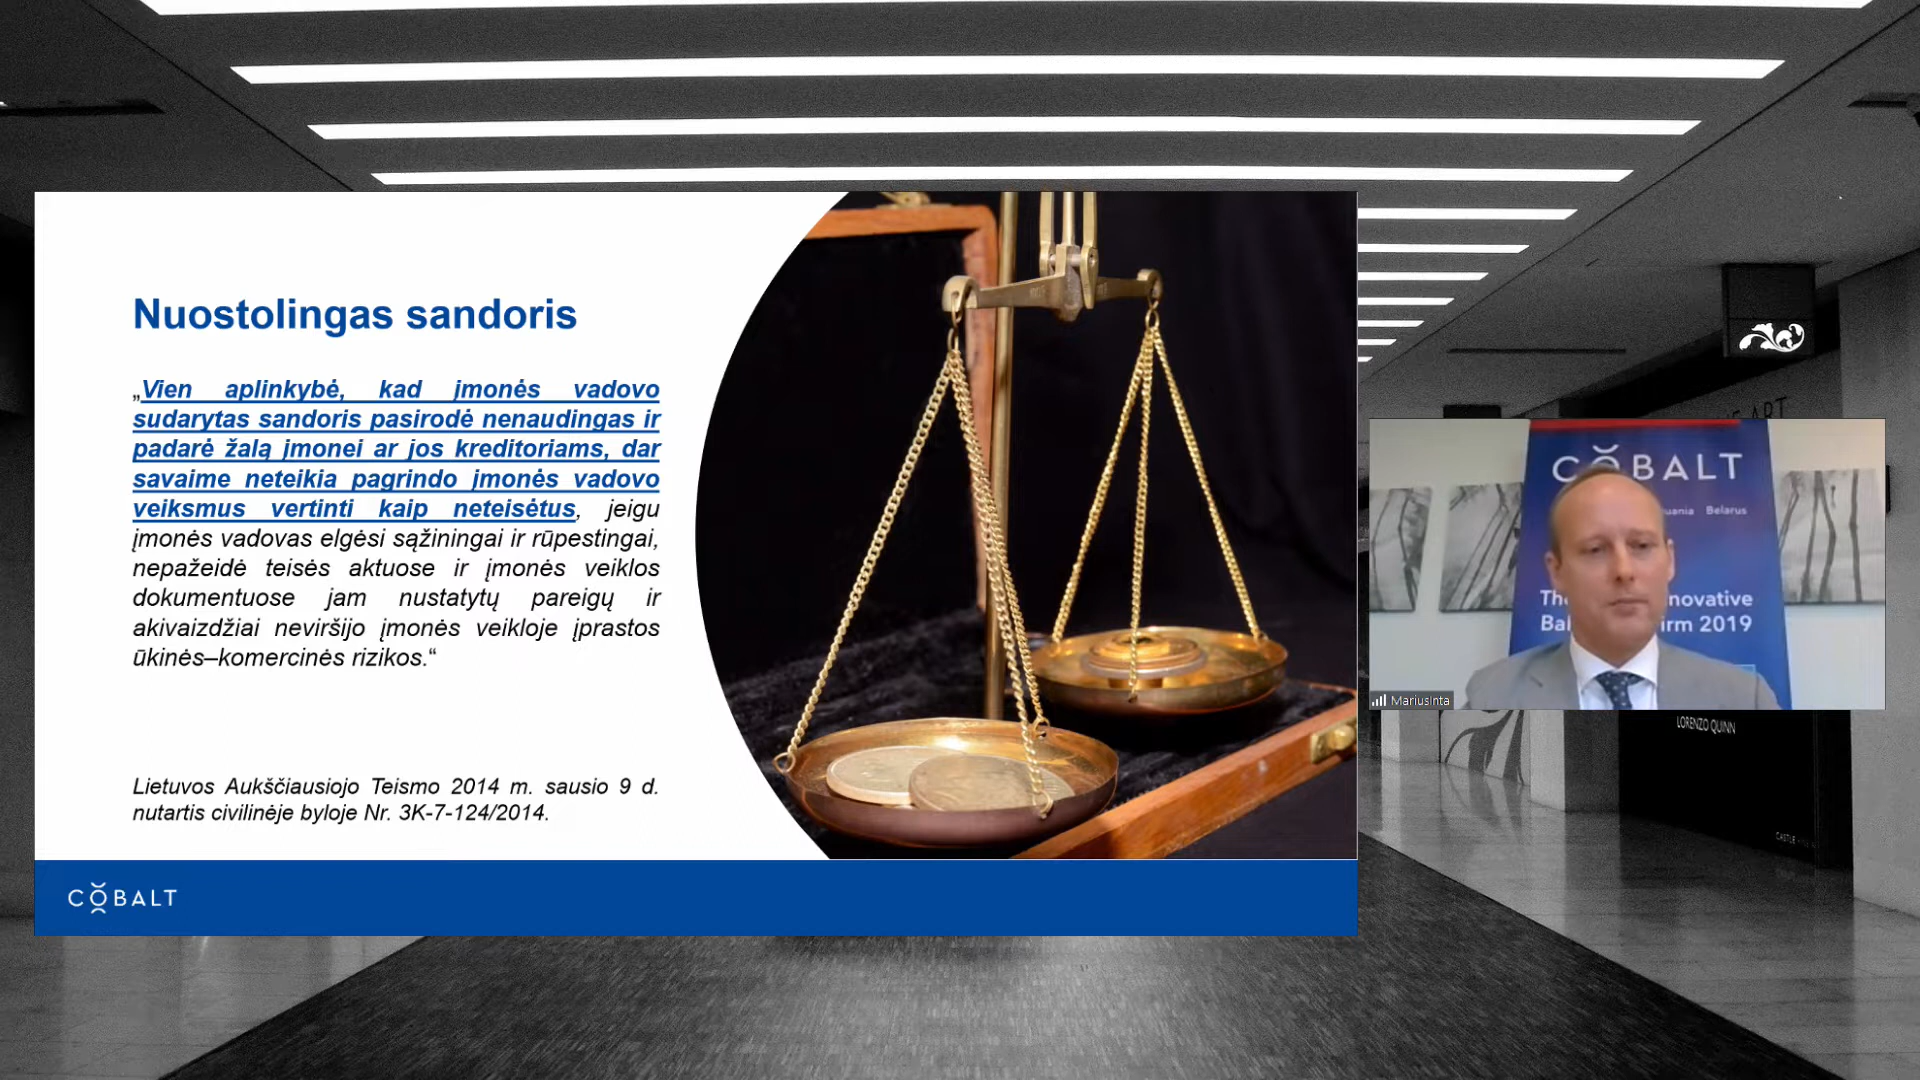 Nuostolingas sandoris
„Vien aplinkybė, kad įmonės vadovo
sudarytas sandoris pasirodė nenaudingas ir
padarė žalą įmonei ar jos kreditoriams, dar
savaime neteikia pagrindo įmonės vadovo
veiksmus vertinti kaip neteisėtus, jeigu
įmonės vadovas elgėsi sąžiningai ir rūpestingai,
nepažeidė teisės aktuose ir įmonės veiklos
dokumentuose jam nustatytų pareigų ir
akivaizdžiai neviršijo įmonės veikloje įprastos
ūkinės–komercinės rizikos.“
Lietuvos Aukščiausiojo Teismo 2014 m. sausio 9 d.
nutartis civilinėje byloje Nr. 3K-7-124/2014.
COBALT
ART
COBALT
Belarus
2019
MariusInta
LORENZO QUINN
CASTLE